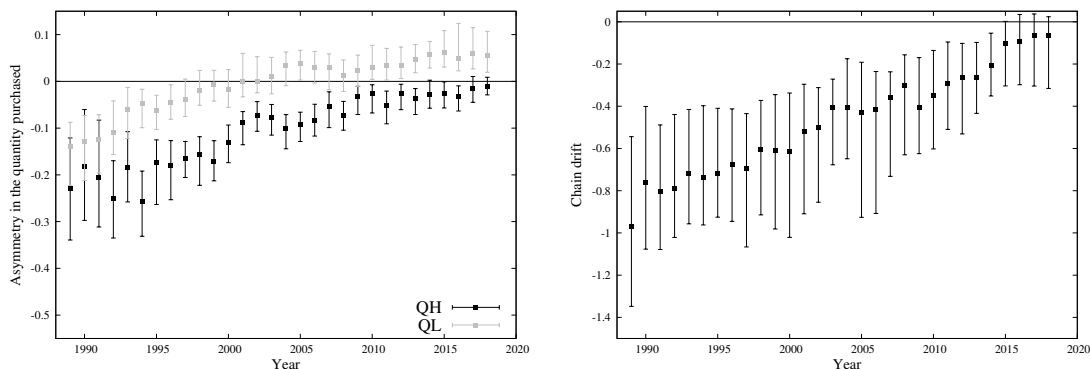 Asymmetry in the quantity purchased
0.1
0
-0.1
-0.2
-0.3
-0.4
-0.5
1990 1995 2000 2005 2010 2015 2020
Year
QH
QL
Chain drift
0
-0.2
-0.4
-0.6
-0.8
-1
-1.2
-1.4
1990 1995 2000 2005 2010 2015 2020
Year